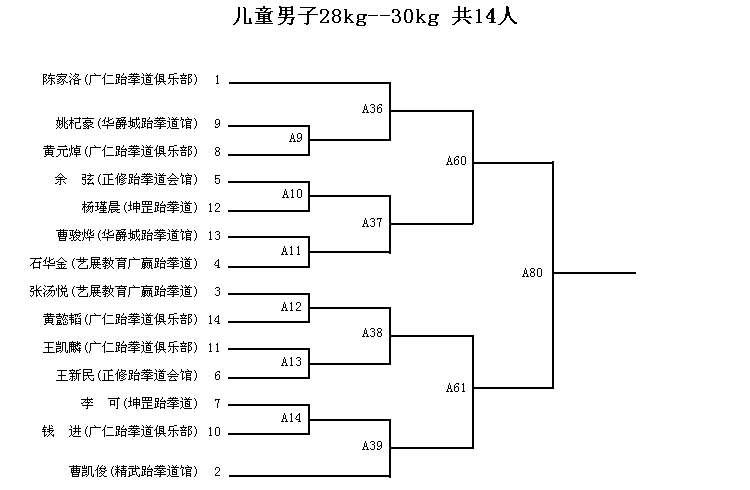 儿童男子28kg--30kg 共14人
陈家洛(广仁跆拳道俱乐部) 1
A36
姚杞豪(华爵城跆拳道馆) 9
A9
黄元焯(广仁跆拳道俱乐部) 8
A60
余 弦(正修跆拳道会馆) 5
A10
杨瑾晨(坤罡跆拳道) 12
A37
曹骏烨(华爵城跆拳道馆) 13
A11
石华金(艺展教育广赢跆拳道) 4
A80
张汤悦(艺展教育广赢跆拳道) 3
A12
黄懿韬(广仁跆拳道俱乐部) 14
A38
王凯麟(广仁跆拳道俱乐部) 11
A13
王新民(正修跆拳道会馆) 6
A61
李 可(坤罡跆拳道) 7
A14
钱 进(广仁跆拳道俱乐部) 10
A39
曹凯俊(精武跆拳道馆) 2